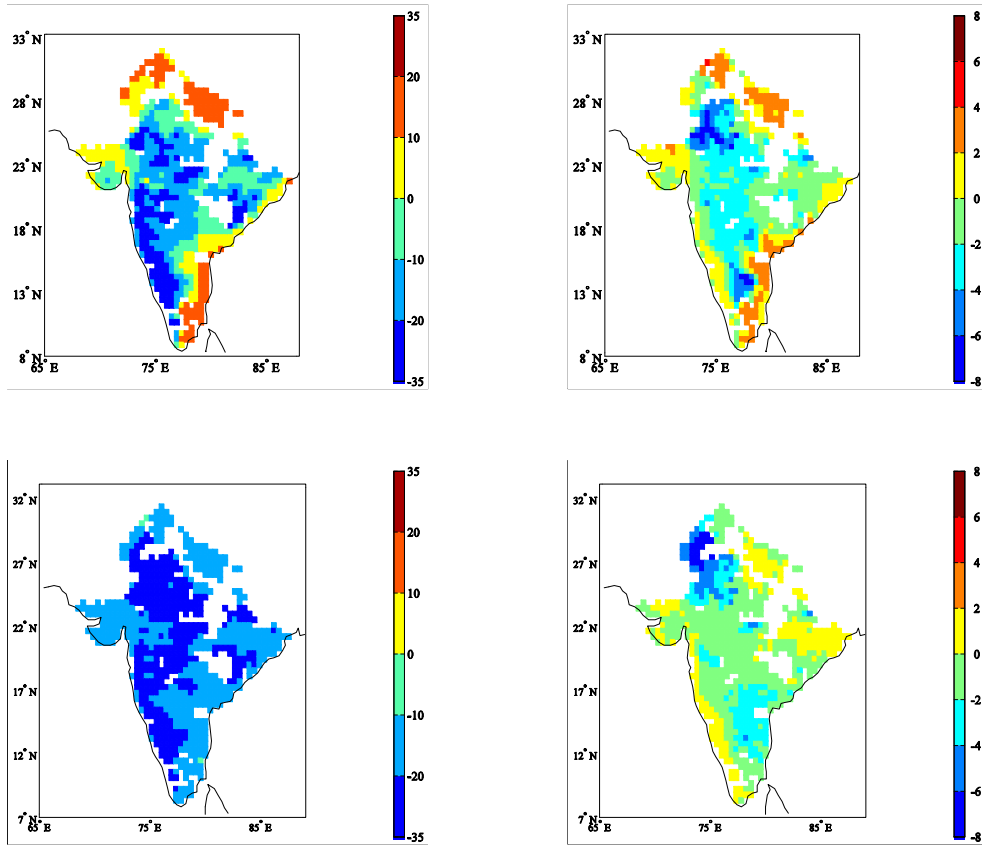 33° N
28° N
23° N
18° N
13° N
8° N
65° E
75° E
85° E
35
20
10
0
-10
-20
-35
33° N
28° N
23° N
18° N
13° N
8° N
65° E
75° E
85° E
8
6
4
2
0
-2
-4
-6
-8
32° N
27° N
22° N
17° N
12° N
7° N
65° E
75° E
85° E
35
20
10
0
-10
-20
-35
32° N
27° N
22° N
17° N
12° N
7° N
65° E
75° E
85° E
8
6
4
2
0
-2
-4
-6
-8